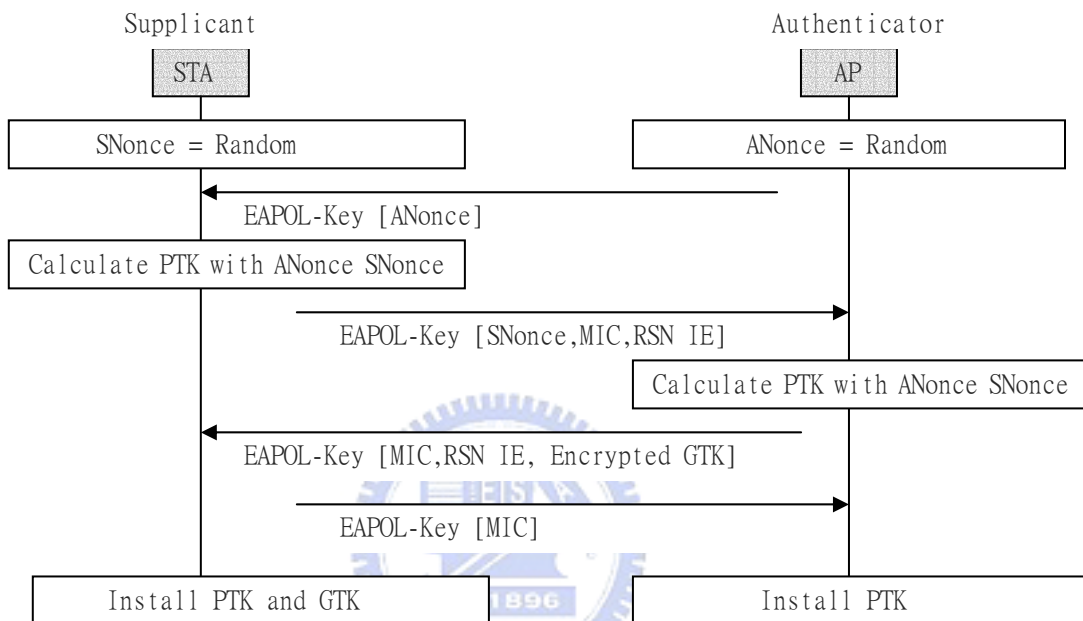 Supplicant
Authenticator
STA
AP
SNonce = Random
ANonce = Random
EAPOL-Key [ANonce]
Calculate PTK with ANonce SNonce
EAPOL-Key [SNonce,MIC,RSN IE]
Calculate PTK with ANonce SNonce
EAPOL-Key [MIC,RSN IE, Encrypted GTK]
EAPOL-Key [MIC]
Install PTK and GTK
Install PTK
1896